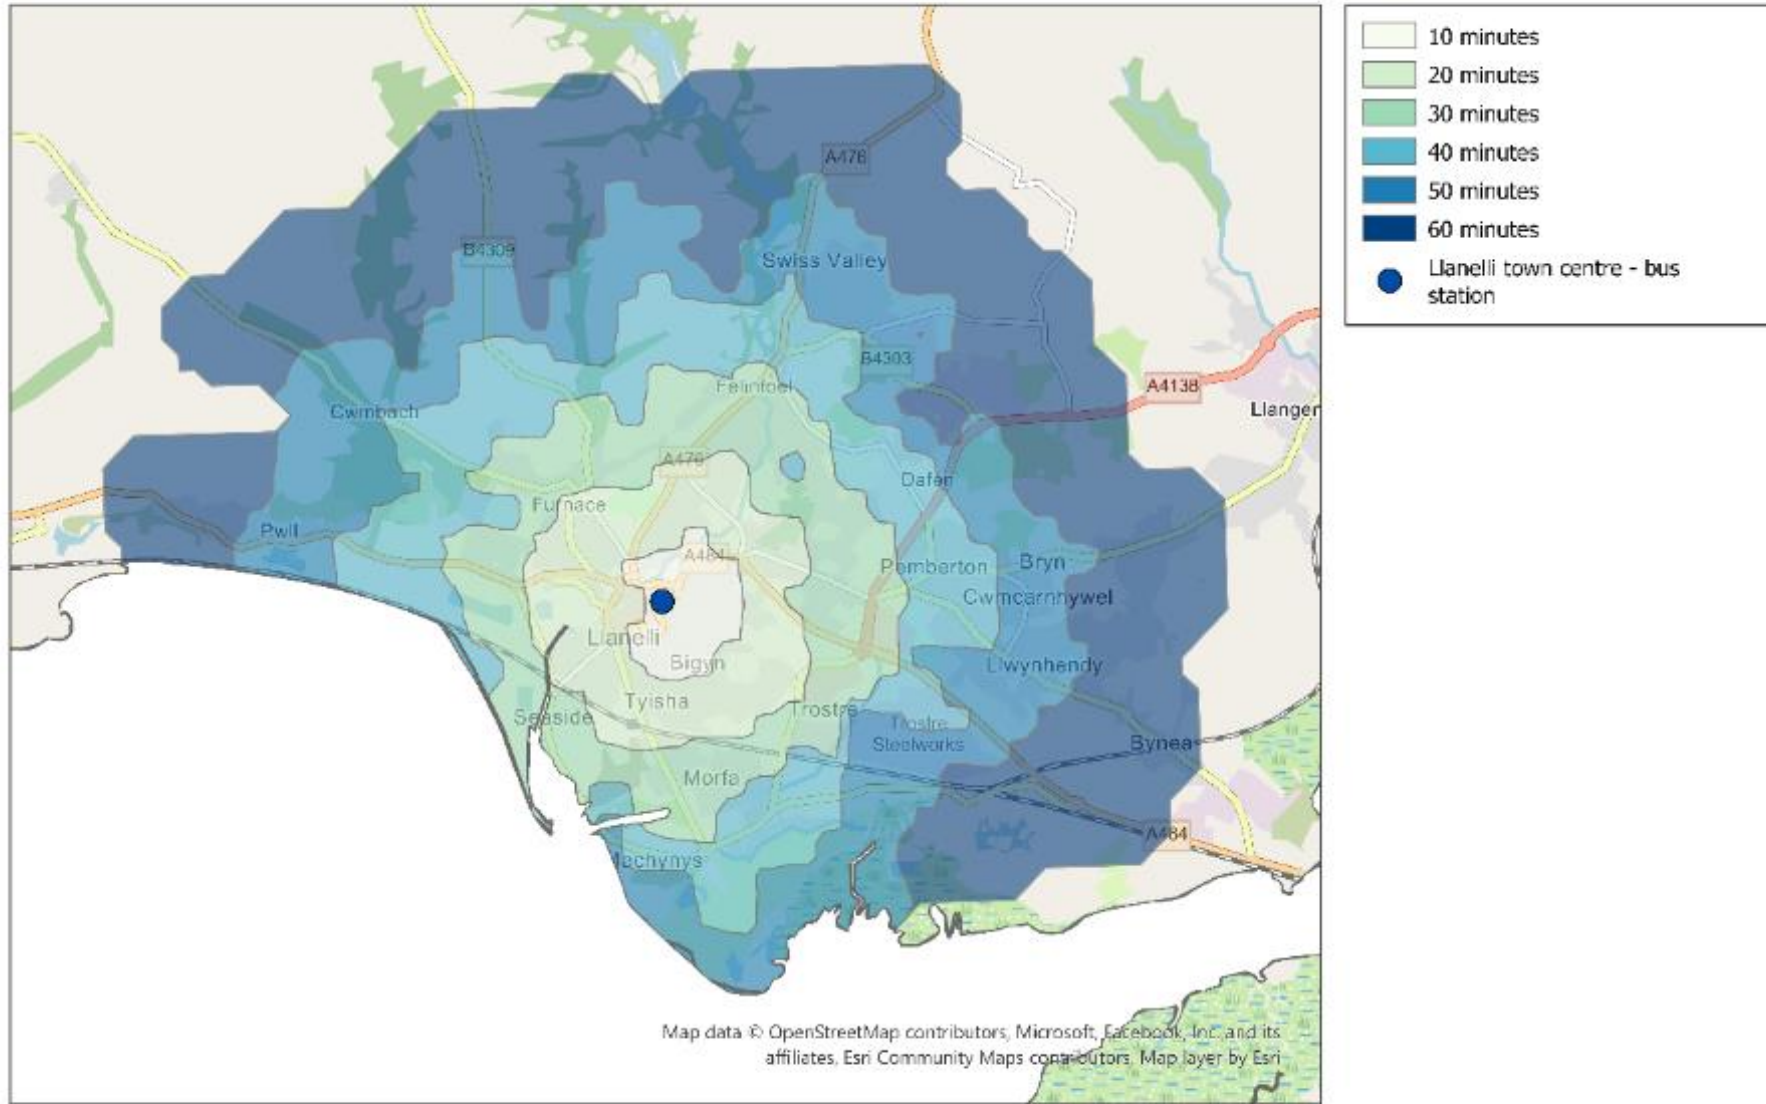 10 minutes
20 minutes
30 minutes
40 minutes
50 minutes
60 minutes
Llanelli town centre - bus
station
A476
B4309
Swiss Valley
B4303
Felinfoel
A4138
Cwmbach
Llangen
A476
Dafen
Furnace
Pwll
A484
Pemberton
Bryn
Cwmcarnhywel
Llanelli
Bigyn
Llwynhendy
Tyisha
Seaside
Trostre
Trostre
Steelworks
Bynea
Morfa
A484
Machynys
Map data © OpenStreetMap contributors, Microsoft, Facebook, Inc. and its
affiliates, Esri Community Maps contributors, Map layer by Esri